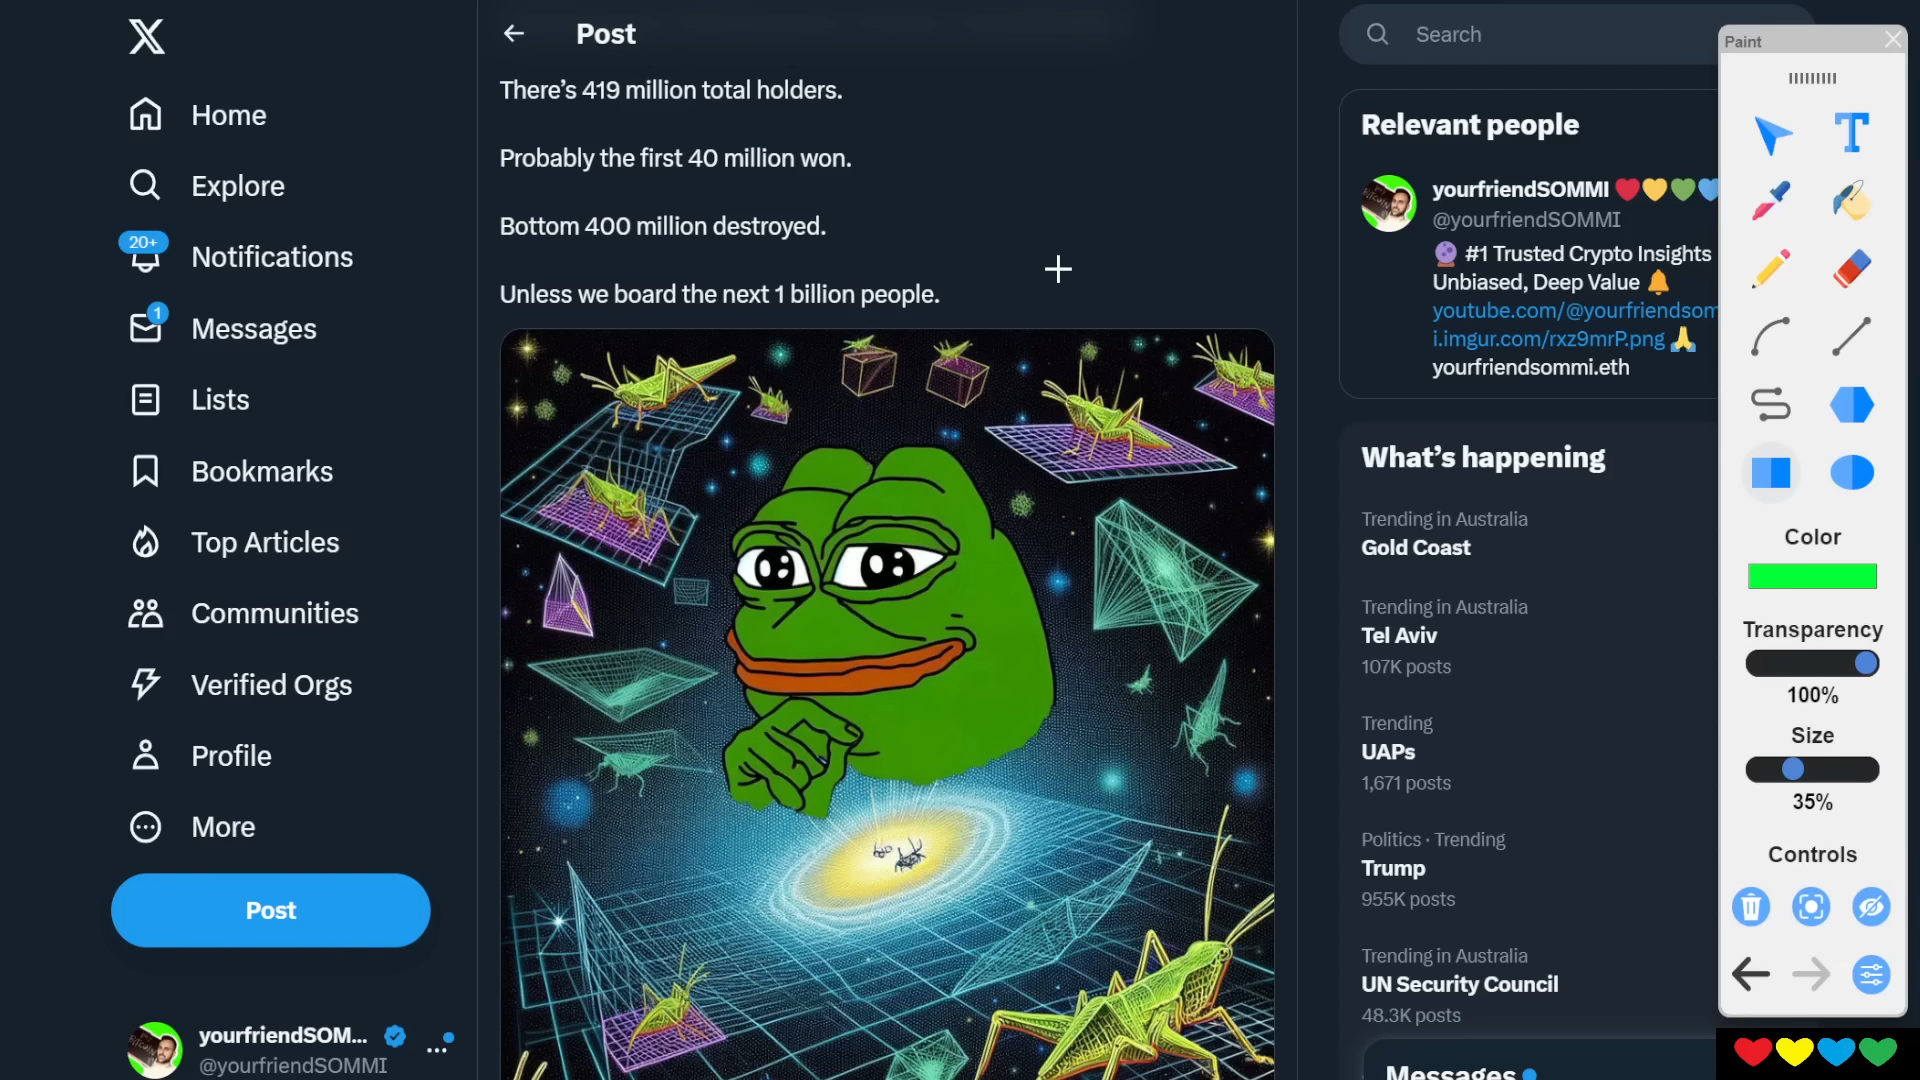 Post
There's 419 million total holders.
Probably the first 40 million won.
Bottom 400 million destroyed.
Unless we board the next 1 billion people.
Home
Explore
20+
Notifications
1
Messages
Lists
Bookmarks
Top Articles
Communities
Verified Orgs
Profile
More
Post
yourfriendSOM...
@yourfriendSOMMI
Search
Relevant people
yourfriendSOMMI
@yourfriendSOMMI
#1 Trusted Crypto Insights
Unbiased, Deep Value
youtube.com/@yourfriendsom
i.imgur.com/rxz9mrP.png
yourfriendsommi.eth
What's happening
Trending in Australia
Gold Coast
Trending in Australia
Tel Aviv
107K posts
Trending
UAPs
1,671 posts
Politics · Trending
Trump
955K posts
Trending in Australia
UN Security Council
48.3K posts
Messages
Paint
T
Color
Transparency
100%
Size
35%
Controls